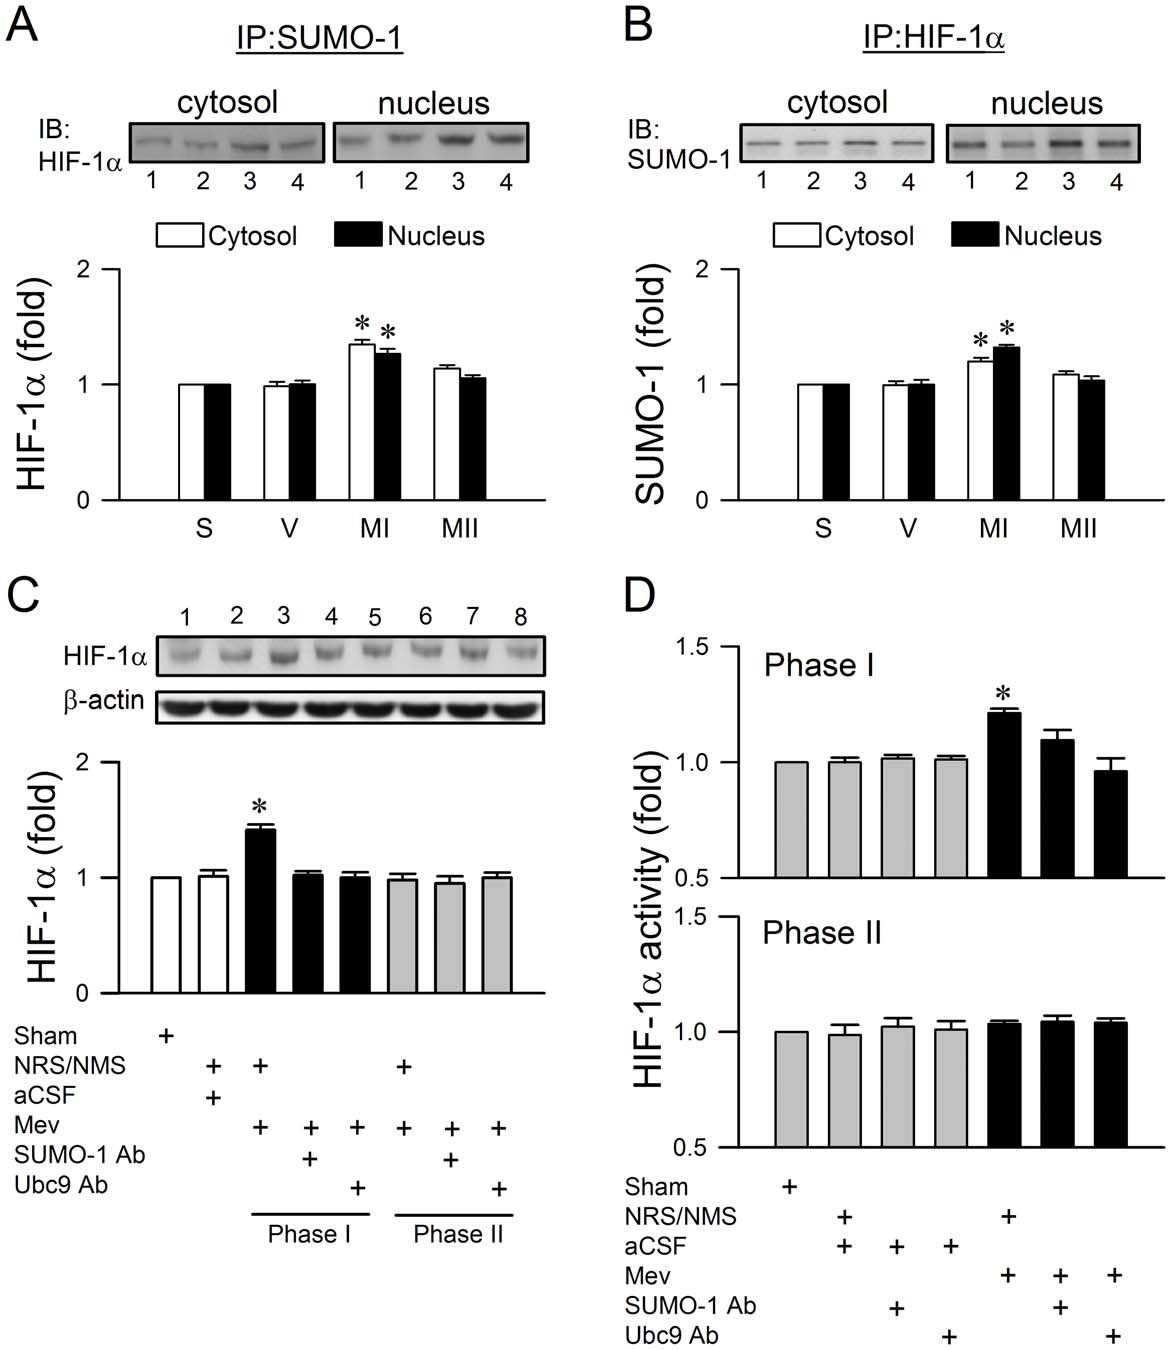 A
IP:SUMO-1
cytosol nucleus
IB:
HIF-1α
1 2 3 4 1 2 3 4
Cytosol Nucleus
HIF-1α (fold)
2
1
0
S V MI MII
* *
B
IP:HIF-1α
cytosol nucleus
IB:
SUMO-1
1 2 3 4 1 2 3 4
Cytosol Nucleus
SUMO-1 (fold)
2
1
0
S V MI MII
* *
C
1 2 3 4 5 6 7 8
HIF-1α
β-actin
HIF-1α (fold)
2
1
0
*
Sham +
NRS/NMS + + +
aCSF +
Mev + + + + + +
SUMO-1 Ab + +
Ubc9 Ab + +
Phase I Phase II
D
HIF-1α activity (fold)
1.5
1.0
0.5
Phase I
*
1.5
1.0
0.5
Phase II
Sham +
NRS/NMS + +
aCSF + + +
Mev + + +
SUMO-1 Ab + +
Ubc9 Ab + +